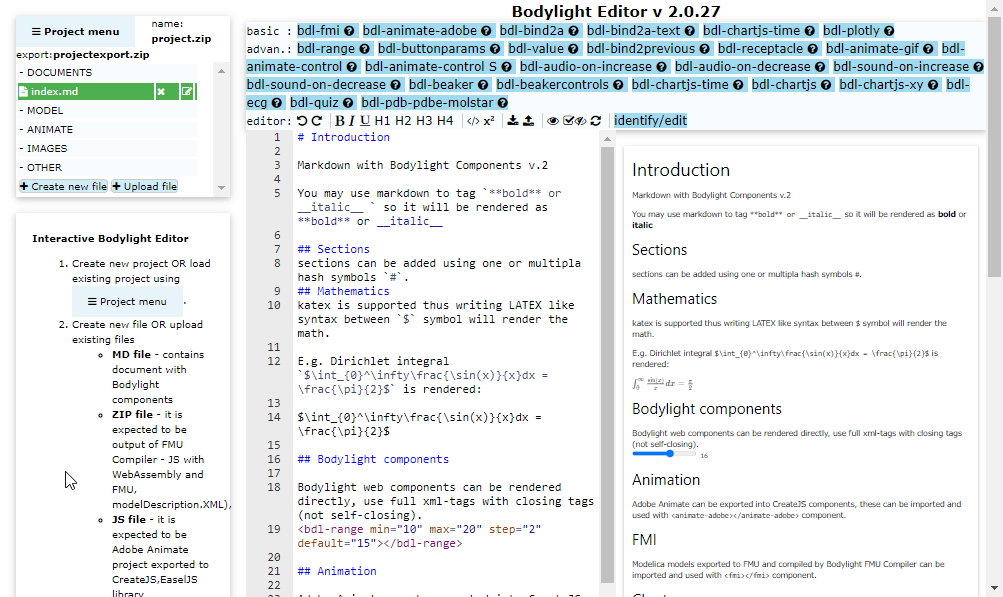 Bodylight Editor v 2.0.27
Project menu
name:
project.zip
export:projectexport.zip
- DOCUMENTS
index.md
- MODEL
- ANIMATE
- IMAGES
- OTHER
Create new file Upload file
Interactive Bodylight Editor
1. Create new project OR load
existing project using
Project menu .
2. Create new file OR upload
existing files
MD file - contains
document with
Bodylight
components
ZIP file - it is
expected to be
output of FMU
Compiler - JS with
WebAssembly and
FMU,
modelDescription.XML),
JS file - it is
expected to be
Adobe Animate
project exported to
CreateJS,EaselJS
library
basic : bdl-fmi bdl-animate-adobe bdl-bind2a bdl-bind2a-text bdl-chartjs-time bdl-plotly
advan.: bdl-range bdl-buttonparams bdl-value bdl-bind2previous bdl-receptacle bdl-animate-gif bdl-
animate-control bdl-animate-control S bdl-audio-on-increase bdl-audio-on-decrease bdl-sound-on-increase
bdl-sound-on-decrease bdl-beaker bdl-beakercontrols bdl-chartjs-time bdl-chartjs bdl-chartjs-xy bdl-
ecg bdl-quiz bdl-pdb-pdbe-molstar
editor: B I U H1 H2 H3 H4 </> x² identify/edit
1 # Introduction
2
3 Markdown with Bodylight Components v.2
4
5 You may use markdown to tag `**bold** or
__italic__ ` so it will be rendered as
**bold** or __italic__
6
7 ## Sections
8 sections can be added using one or multipla
hash symbols `#`.
9 ## Mathematics
10 katex is supported thus writing LATEX like
syntax between `$` symbol will render the
math.
11
12 E.g. Dirichlet integral
`$\int_{0}^\infty\frac{\sin(x)}{x}dx =
\frac{\pi}{2}$` is rendered:
13
14 $\int_{0}^\infty\frac{\sin(x)}{x}dx =
\frac{\pi}{2}$
15
16 ## Bodylight components
17
18 Bodylight web components can be rendered
directly, use full xml-tags with closing tags
(not self-closing).
19 <bdl-range min="10" max="20" step="2"
default="15"></bdl-range>
20
21 ## Animation
22
Introduction
Markdown with Bodylight Components v.2
You may use markdown to tag **bold** or __italic__ so it will be rendered as bold or
italic
Sections
sections can be added using one or multipla hash symbols #.
Mathematics
katex is supported thus writing LATEX like syntax between $ symbol will render the
math.
E.g. Dirichlet integral $\int_{0}^\infty\frac{\sin(x)}{x}dx = \frac{\pi}{2}$ is
rendered:
∫₀^∞ sin(x)/x dx = π/2
Bodylight components
Bodylight web components can be rendered directly, use full xml-tags with closing tags
(not self-closing).
16
Animation
Adobe Animate can be exported into CreateJS components, these can be imported and
used with <animate-adobe></animate-adobe> component.
FMI
Modelica models exported to FMU and compiled by Bodylight FMU Compiler can be
imported and used with <fmi></fmi> component.